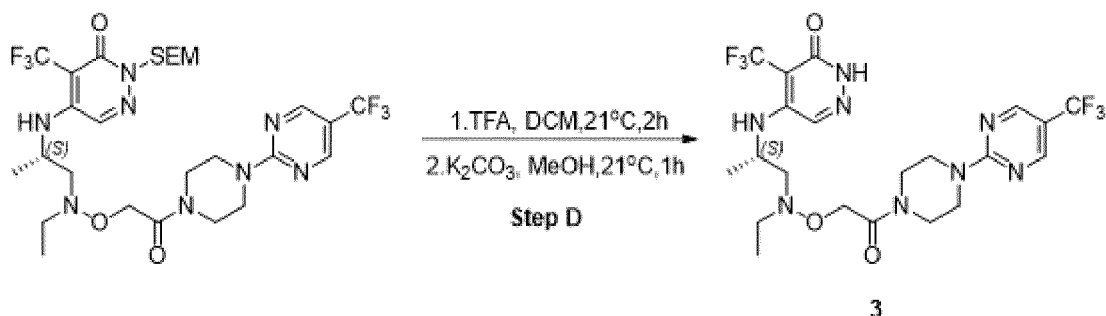 O
F₃C
N
SEM
N
HN
(S)
N
O
O
N
N
N
N
CF₃
1.TFA, DCM,21°C,2h
2.K₂CO₃, MeOH,21°C,1h
Step D
O
F₃C
NH
N
HN
(S)
N
O
O
N
N
N
N
CF₃
3